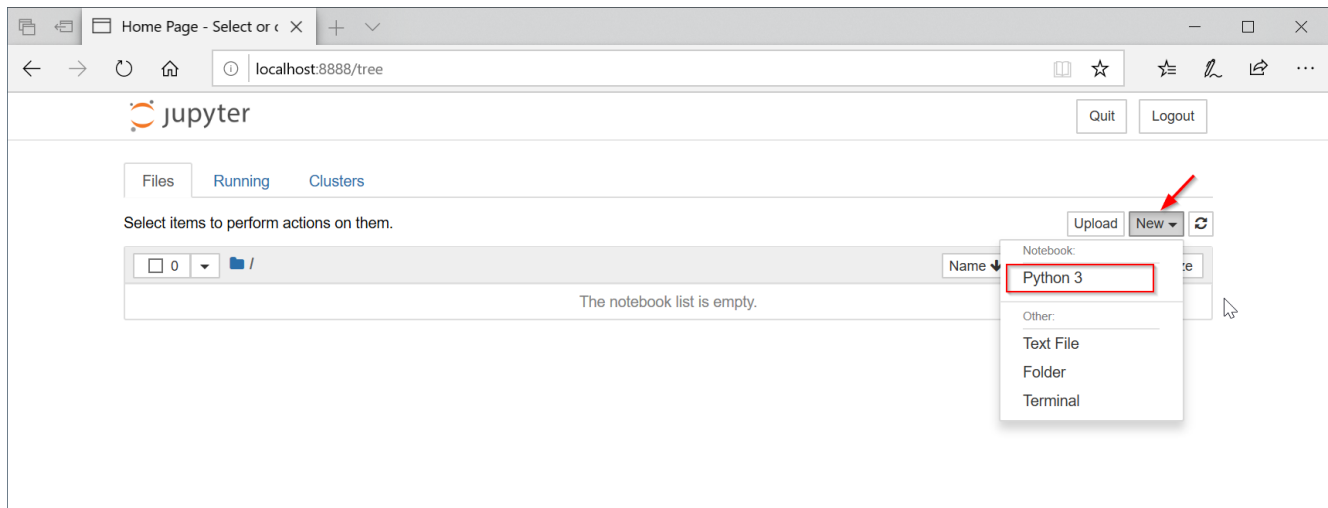 Home Page - Select or c
localhost:8888/tree
jupyter
Quit
Logout
Files
Running
Clusters
Select items to perform actions on them.
Upload
New
0
/
Name
ze
Notebook:
Python 3
Other:
Text File
Folder
Terminal
The notebook list is empty.